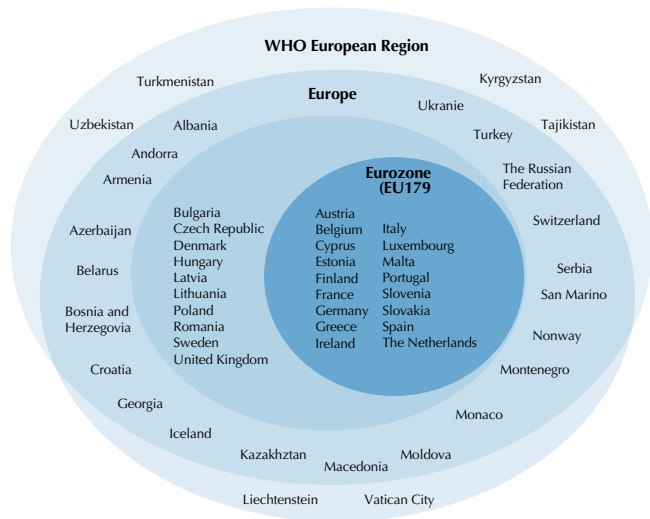 WHO European Region
Turkmenistan
Kyrgyzstan
Europe
Ukranie
Uzbekistan
Albania
Tajikistan
Turkey
Andorra
Armenia
The Russian
Federation
Eurozone
(EU179
Azerbaijan
Switzerland
Bulgaria
Czech Republic
Denmark
Hungary
Latvia
Lithuania
Poland
Romania
Sweden
United Kingdom
Austria
Belgium
Cyprus
Estonia
Finland
France
Germany
Greece
Ireland
Italy
Luxembourg
Malta
Portugal
Slovenia
Slovakia
Spain
The Netherlands
Belarus
Serbia
San Marino
Bosnia and
Herzegovia
Nonway
Croatia
Montenegro
Georgia
Monaco
Iceland
Kazakhztan
Macedonia
Moldova
Liechtenstein
Vatican City